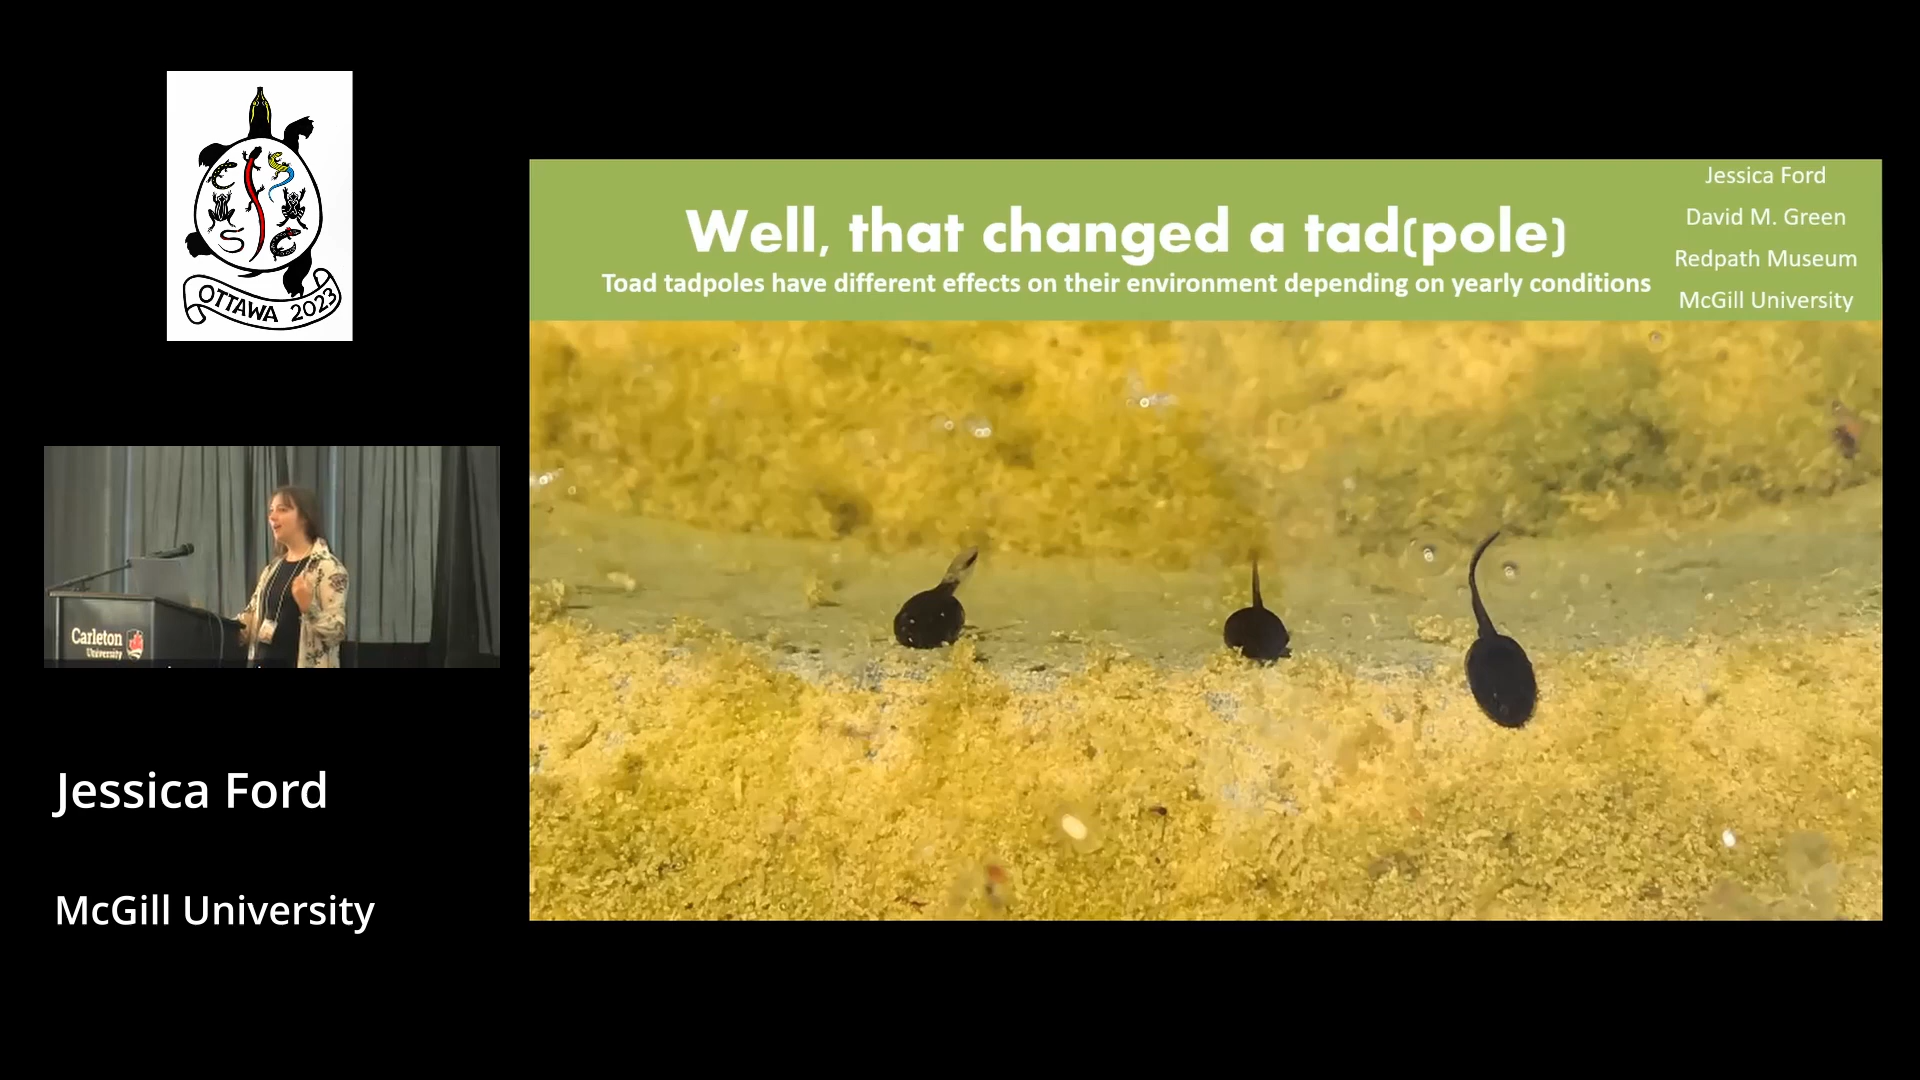 OTTAWA 2023
Carleton
University
Jessica Ford
McGill University
Well, that changed a tad(pole)
Toad tadpoles have different effects on their environment depending on yearly conditions
Jessica Ford
David M. Green
Redpath Museum
McGill University